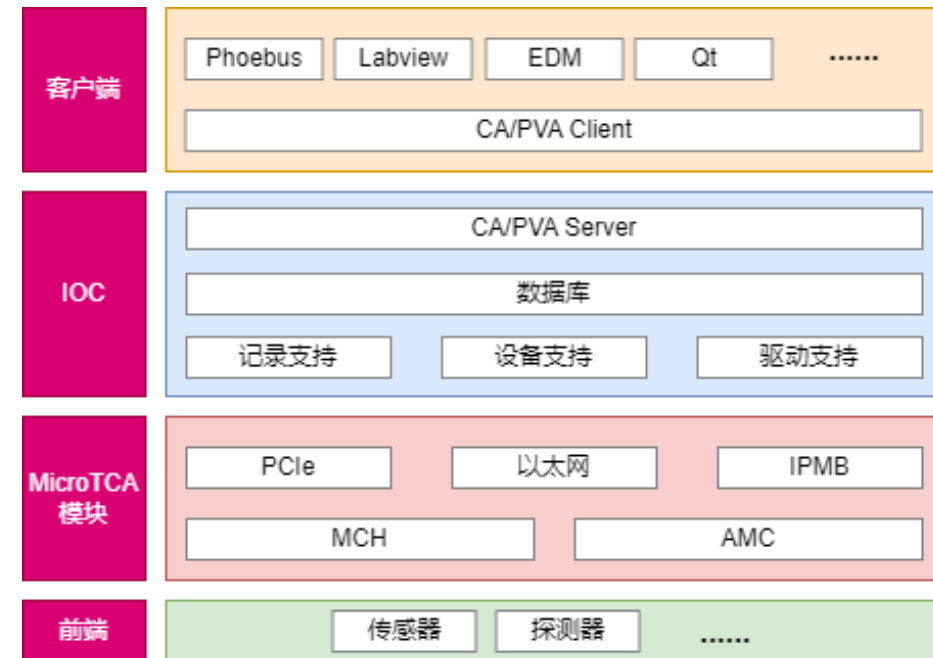 客户端
Phoebus Labview EDM Qt ......
CA/PVA Client
IOC
CA/PVA Server
数据库
记录支持 设备支持 驱动支持
MicroTCA
模块
PCIe 以太网 IPMB
MCH AMC
前端
传感器 探测器 ......